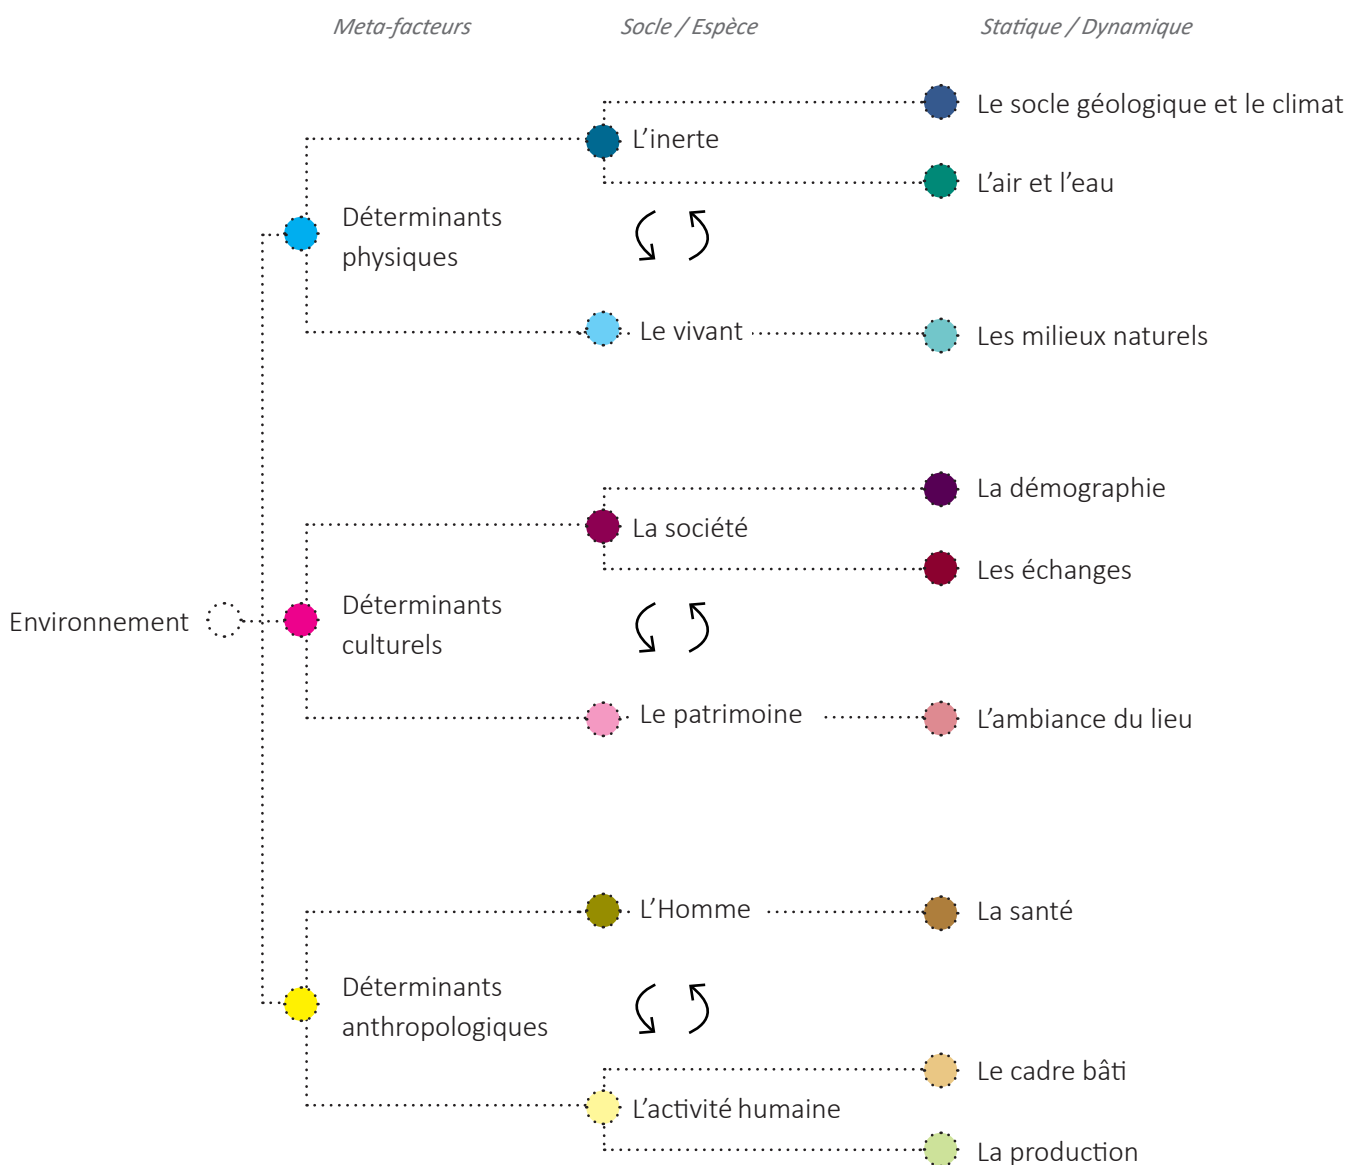 Meta-facteurs
Socle / Espèce
Statique / Dynamique
Le socle géologique et le climat
L’inerte
L’air et l’eau
Déterminants
physiques
Le vivant
Les milieux naturels
La démographie
La société
Les échanges
Déterminants
culturels
Environnement
Le patrimoine
L’ambiance du lieu
L’Homme
La santé
Déterminants
anthropologiques
Le cadre bâti
L’activité humaine
La production